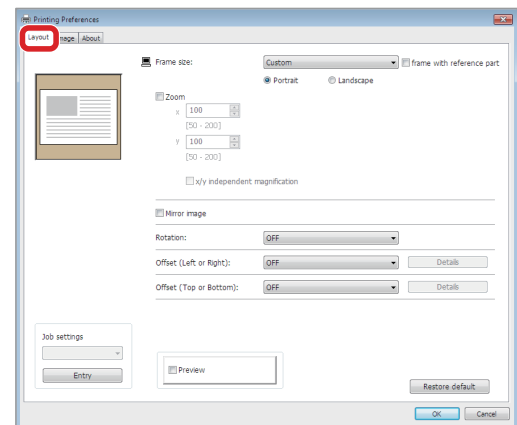 Printing Preferences
Layout Image About
Frame size: Custom frame with reference part
Portrait Landscape
Zoom
x 100
[50 - 200]
y 100
[50 - 200]
x/y independent magnification
Mirror image
Rotation: OFF
Offset (Left or Right): OFF Details
Offset (Top or Bottom): OFF Details
Job settings
Entry
Preview
Restore default
OK Cancel